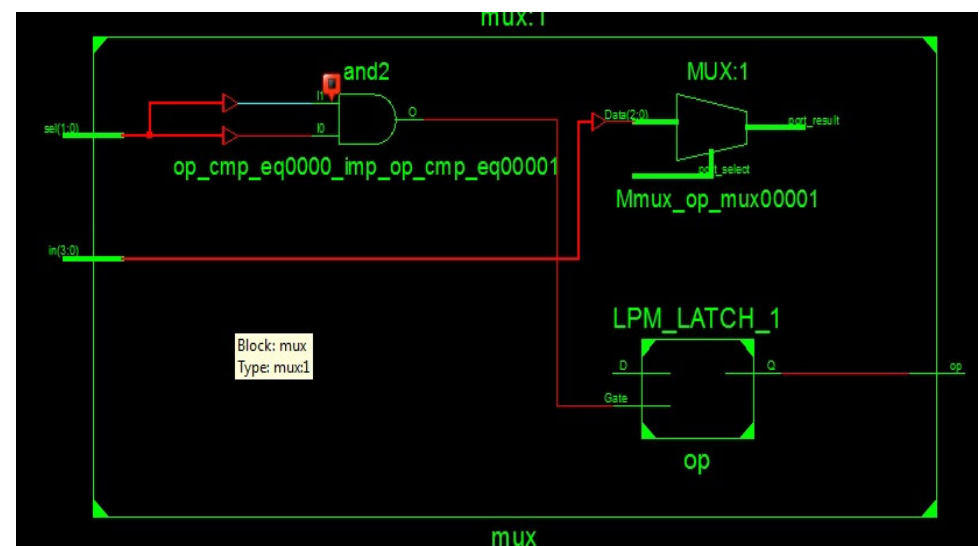 mux:1
and2
MUX:1
I1
O
Data(2:0)
port_result
sel(1:0)
I0
op_cmp_eq0000_imp_op_cmp_eq00001
port_select
Mmux_op_mux00001
in(3:0)
LPM_LATCH_1
Block: mux
Type: mux:1
D
Q
op
Gate
op
mux